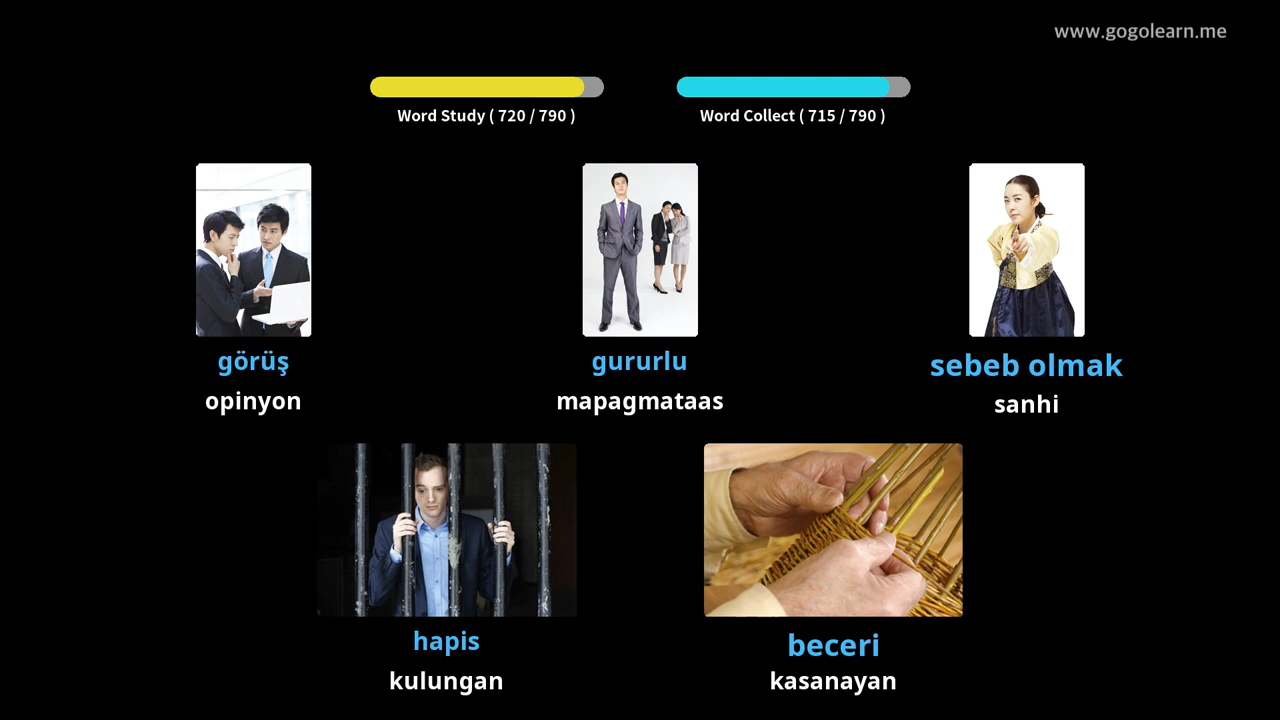 www.gogolearn.me
Word Study ( 720 / 790 )
Word Collect ( 715 / 790 )
görüş
opinyon
gururlu
mapagmataas
sebeb olmak
sanhi
hapis
kulungan
beceri
kasanayan